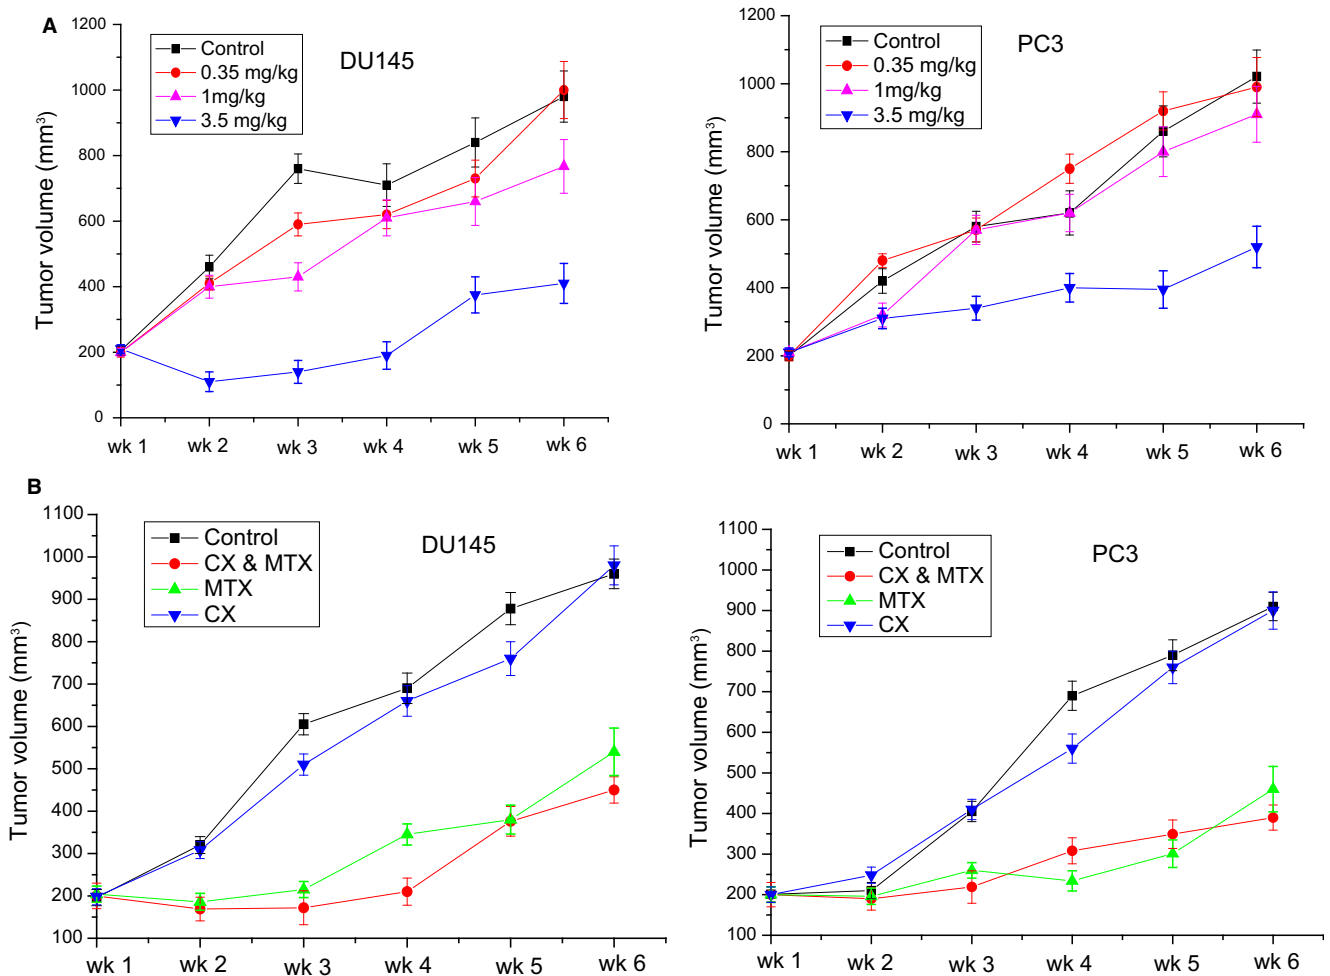 A
DU145
Control
0.35 mg/kg
1mg/kg
3.5 mg/kg
Tumor volume (mm³)
1200
1000
800
600
400
200
0
wk 1 wk 2 wk 3 wk 4 wk 5 wk 6
PC3
Control
0.35 mg/kg
1mg/kg
3.5 mg/kg
Tumor volume (mm³)
1200
1000
800
600
400
200
0
wk 1 wk 2 wk 3 wk 4 wk 5 wk 6
B
DU145
Control
CX & MTX
MTX
CX
Tumor volume (mm³)
1100
1000
900
800
700
600
500
400
300
200
100
wk 1 wk 2 wk 3 wk 4 wk 5 wk 6
PC3
Control
CX & MTX
MTX
CX
Tumor volume (mm³)
1100
1000
900
800
700
600
500
400
300
200
100
wk 1 wk 2 wk 3 wk 4 wk 5 wk 6